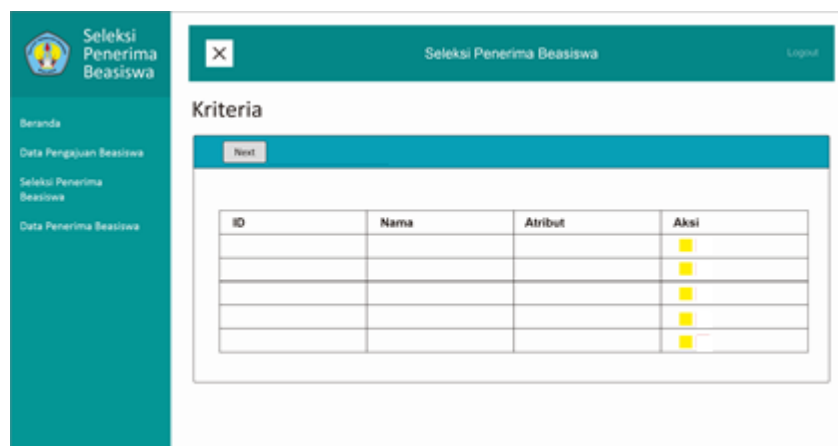 Seleksi
Penerima
Beasiswa
Seleksi Penerima Beasiswa
Logout
Beranda
Data Pengajuan Beasiswa
Seleksi Penerima
Beasiswa
Data Penerima Beasiswa
Kriteria
Next
ID Nama Atribut Aksi